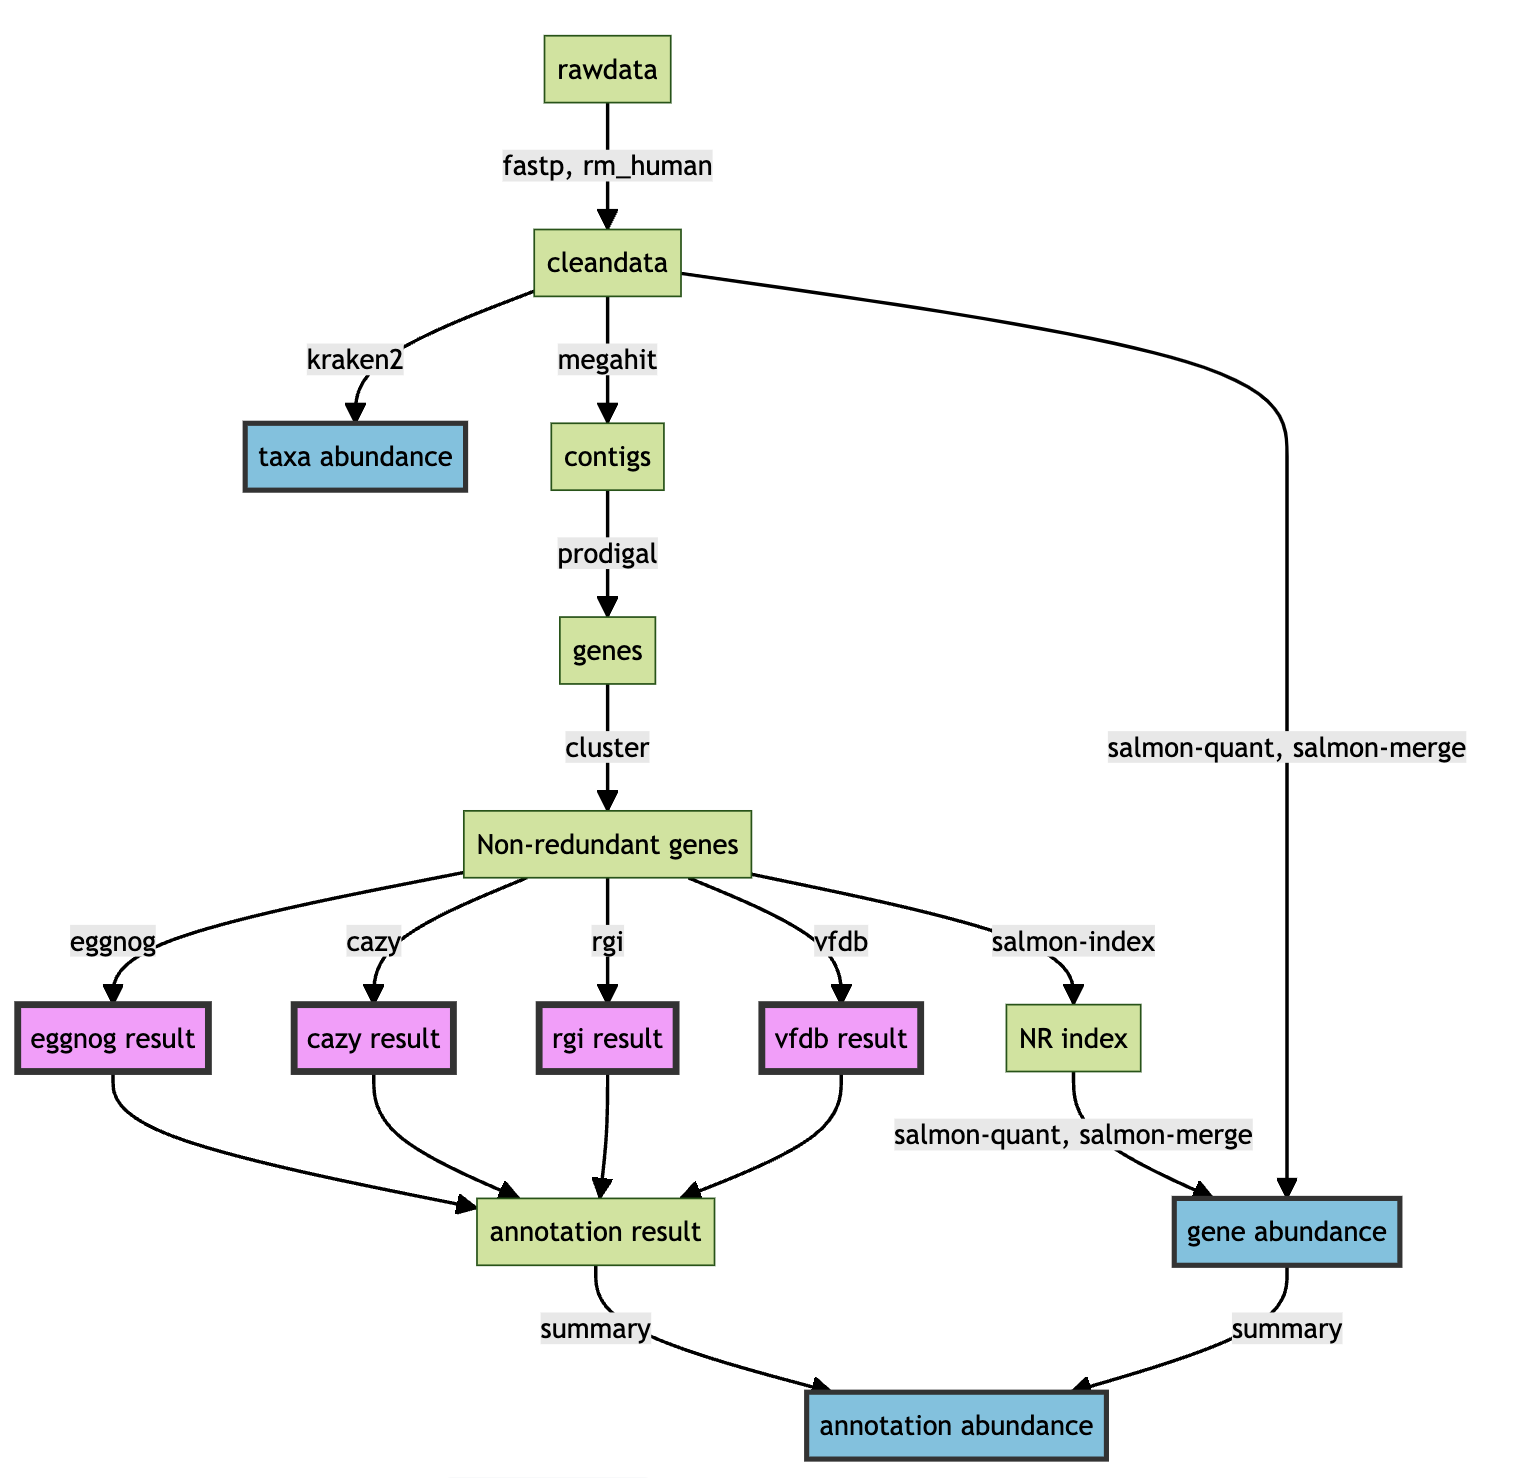 rawdata
fastp, rm_human
cleandata
kraken2
megahit
taxa abundance
contigs
prodigal
genes
cluster
salmon-quant, salmon-merge
Non-redundant genes
eggnog
cazy
rgi
vfdb
salmon-index
eggnog result
cazy result
rgi result
vfdb result
NR index
salmon-quant, salmon-merge
annotation result
gene abundance
summary
summary
annotation abundance